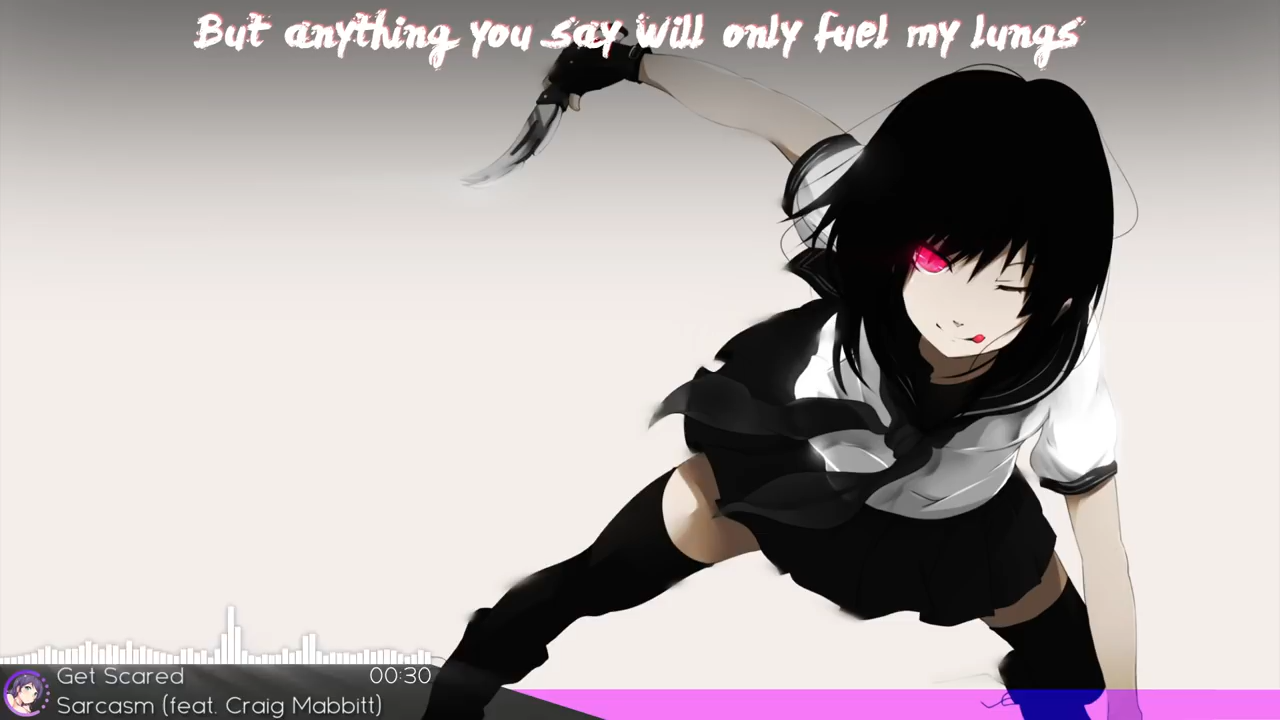 But anything you say will only fuel my lungs
Get Scared
00:30
Sarcasm (feat. Craig Mabbitt)